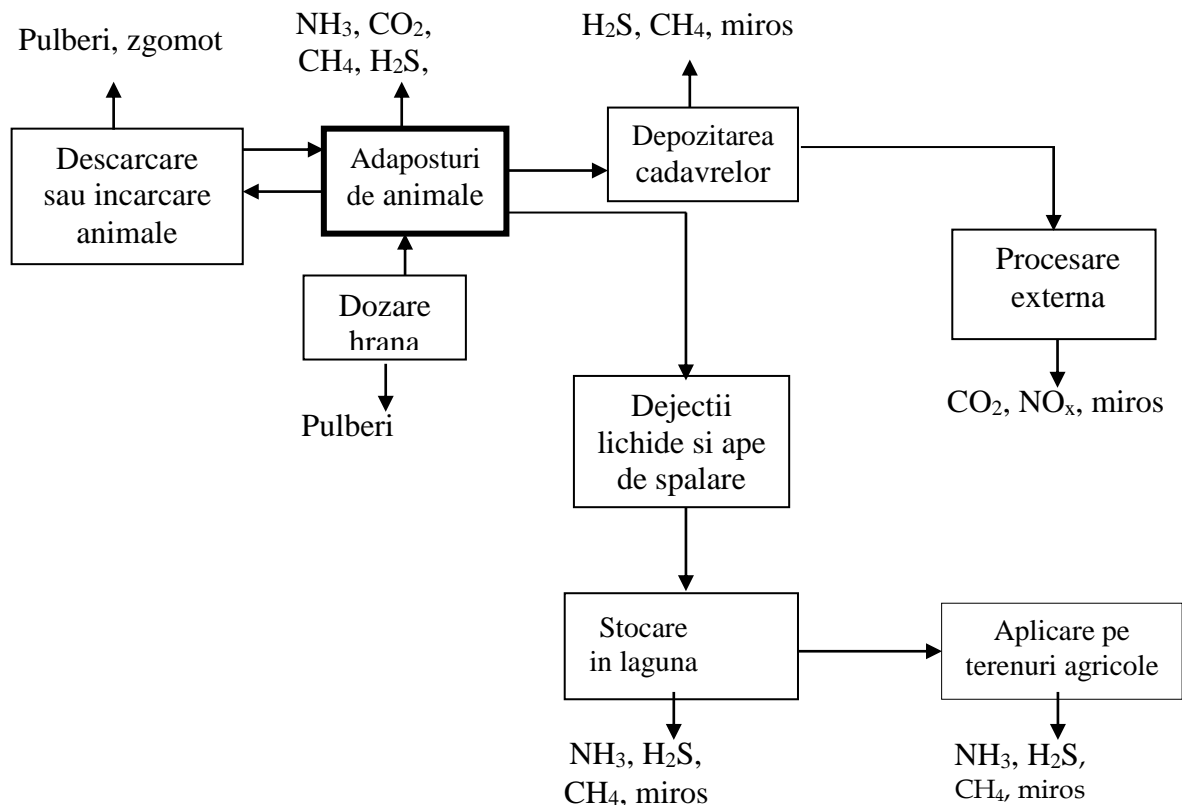 Pulberi, zgomot
NH₃, CO₂,
CH₄, H₂S,
H₂S, CH₄, miros
Descarcare
sau incarcare
animale
Adaposturi
de animale
Depozitarea
cadavrelor
Procesare
externa
Dozare
hrana
Pulberi
CO₂, NOₓ, miros
Dejectii
lichide si ape
de spalare
Stocare
in laguna
Aplicare pe
terenuri agricole
NH₃, H₂S,
CH₄, miros
NH₃, H₂S,
CH₄, miros